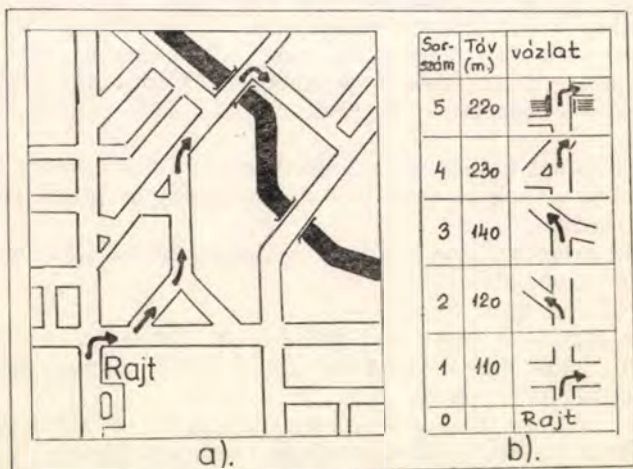 Rajt
a).
Sor-
szám Táv
(m.) vázlat
5 220
4 230
3 140
2 120
1 110
0 Rajt
b).